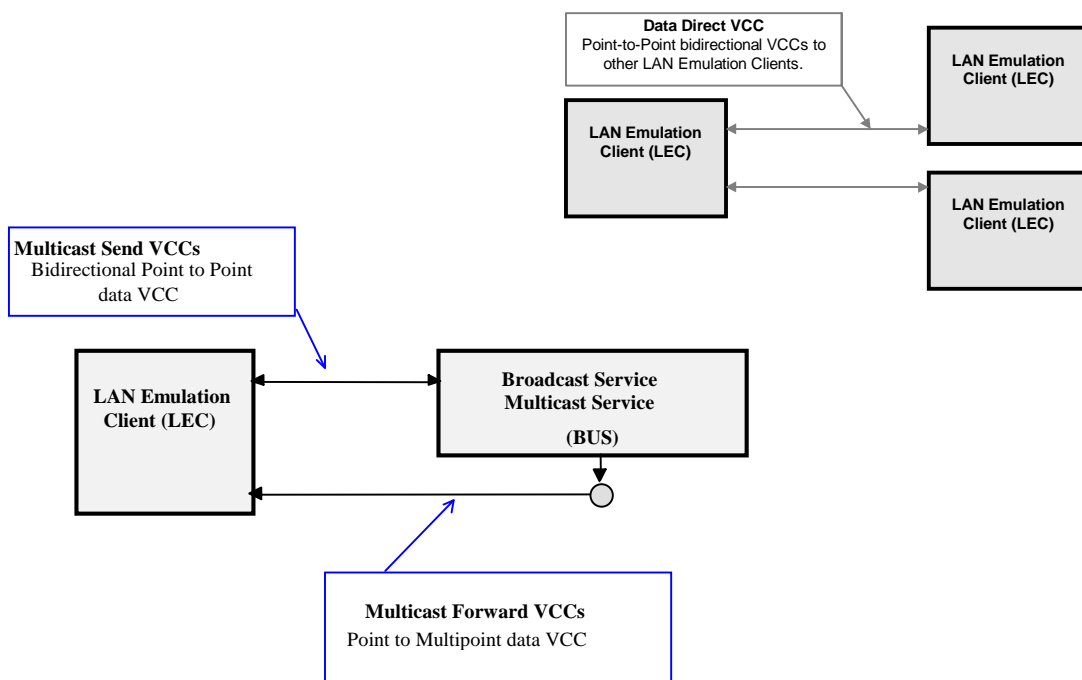 Data Direct VCC
Point-to-Point bidirectional VCCs to
other LAN Emulation Clients.
LAN Emulation
Client (LEC)
LAN Emulation
Client (LEC)
LAN Emulation
Client (LEC)
Multicast Send VCCs
Bidirectional Point to Point
data VCC
LAN Emulation
Client (LEC)
Broadcast Service
Multicast Service
(BUS)
Multicast Forward VCCs
Point to Multipoint data VCC